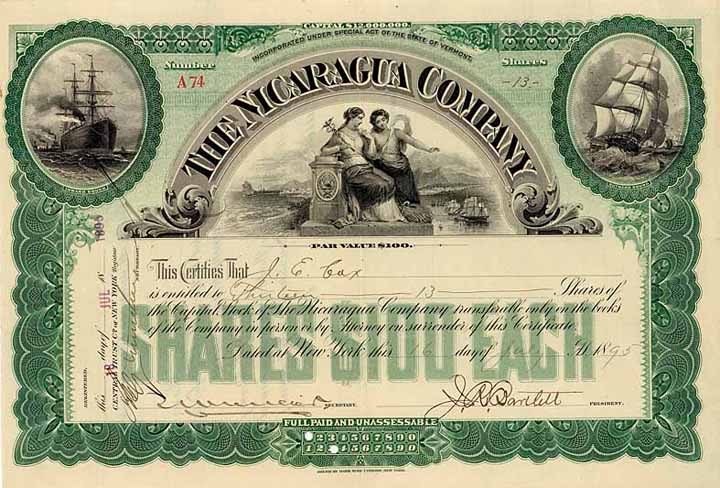 CAPITAL $12,000,000.
INCORPORATED UNDER SPECIAL ACT OF THE STATE OF VERMONT.
Number
A 74
Shares
-13-
THE NICARAGUA COMPANY
PAR VALUE $100.
This Certifies That J. E. Cox
is entitled to Thirteen 13 Shares of
the Capital Stock of The Nicaragua Company transferable only on the books
of the Company in person or by Attorney on surrender of this Certificate.
SHARES $100 EACH
Dated at New York this 16 day of July A.D. 1895
REGISTERED,
this 18 day of JUL 1895
CENTRAL TRUST Co. of NEW YORK Registrar
SECRETARY.
J. R. Bartlett
PRESIDENT.
FULL PAID AND UNASSESSABLE
234567890
12 4567890